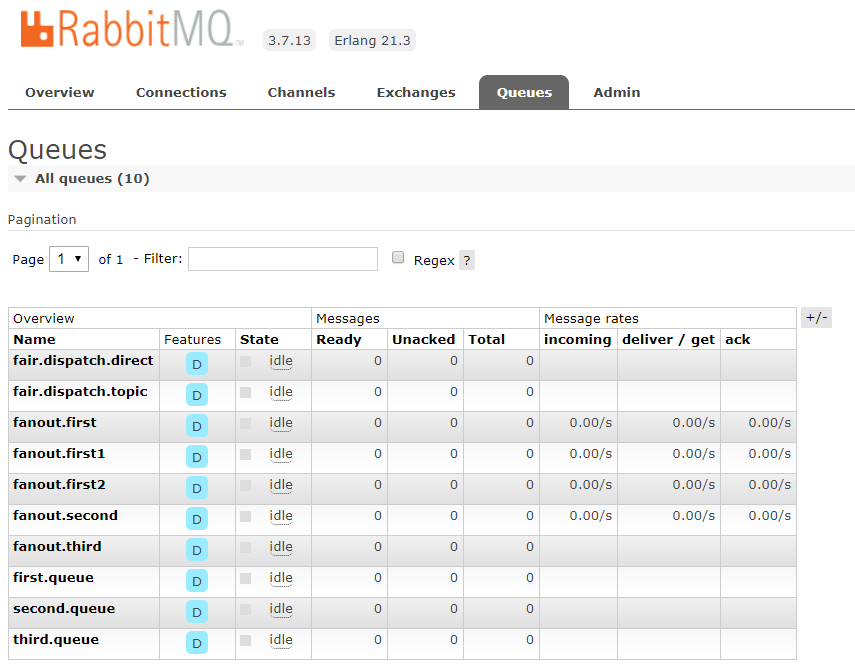 RabbitMQ TM 3.7.13 Erlang 21.3
Overview Connections Channels Exchanges Queues Admin
Queues
All queues (10)
Pagination
Page 1 of 1 - Filter: Regex ?
Overview Messages Message rates +/-
Name Features State Ready Unacked Total incoming deliver / get ack
fair.dispatch.direct D idle 0 0 0
fair.dispatch.topic D idle 0 0 0
fanout.first D idle 0 0 0 0.00/s 0.00/s 0.00/s
fanout.first1 D idle 0 0 0 0.00/s 0.00/s 0.00/s
fanout.first2 D idle 0 0 0 0.00/s 0.00/s 0.00/s
fanout.second D idle 0 0 0 0.00/s 0.00/s 0.00/s
fanout.third D idle 0 0 0
first.queue D idle 0 0 0
second.queue D idle 0 0 0
third.queue D idle 0 0 0